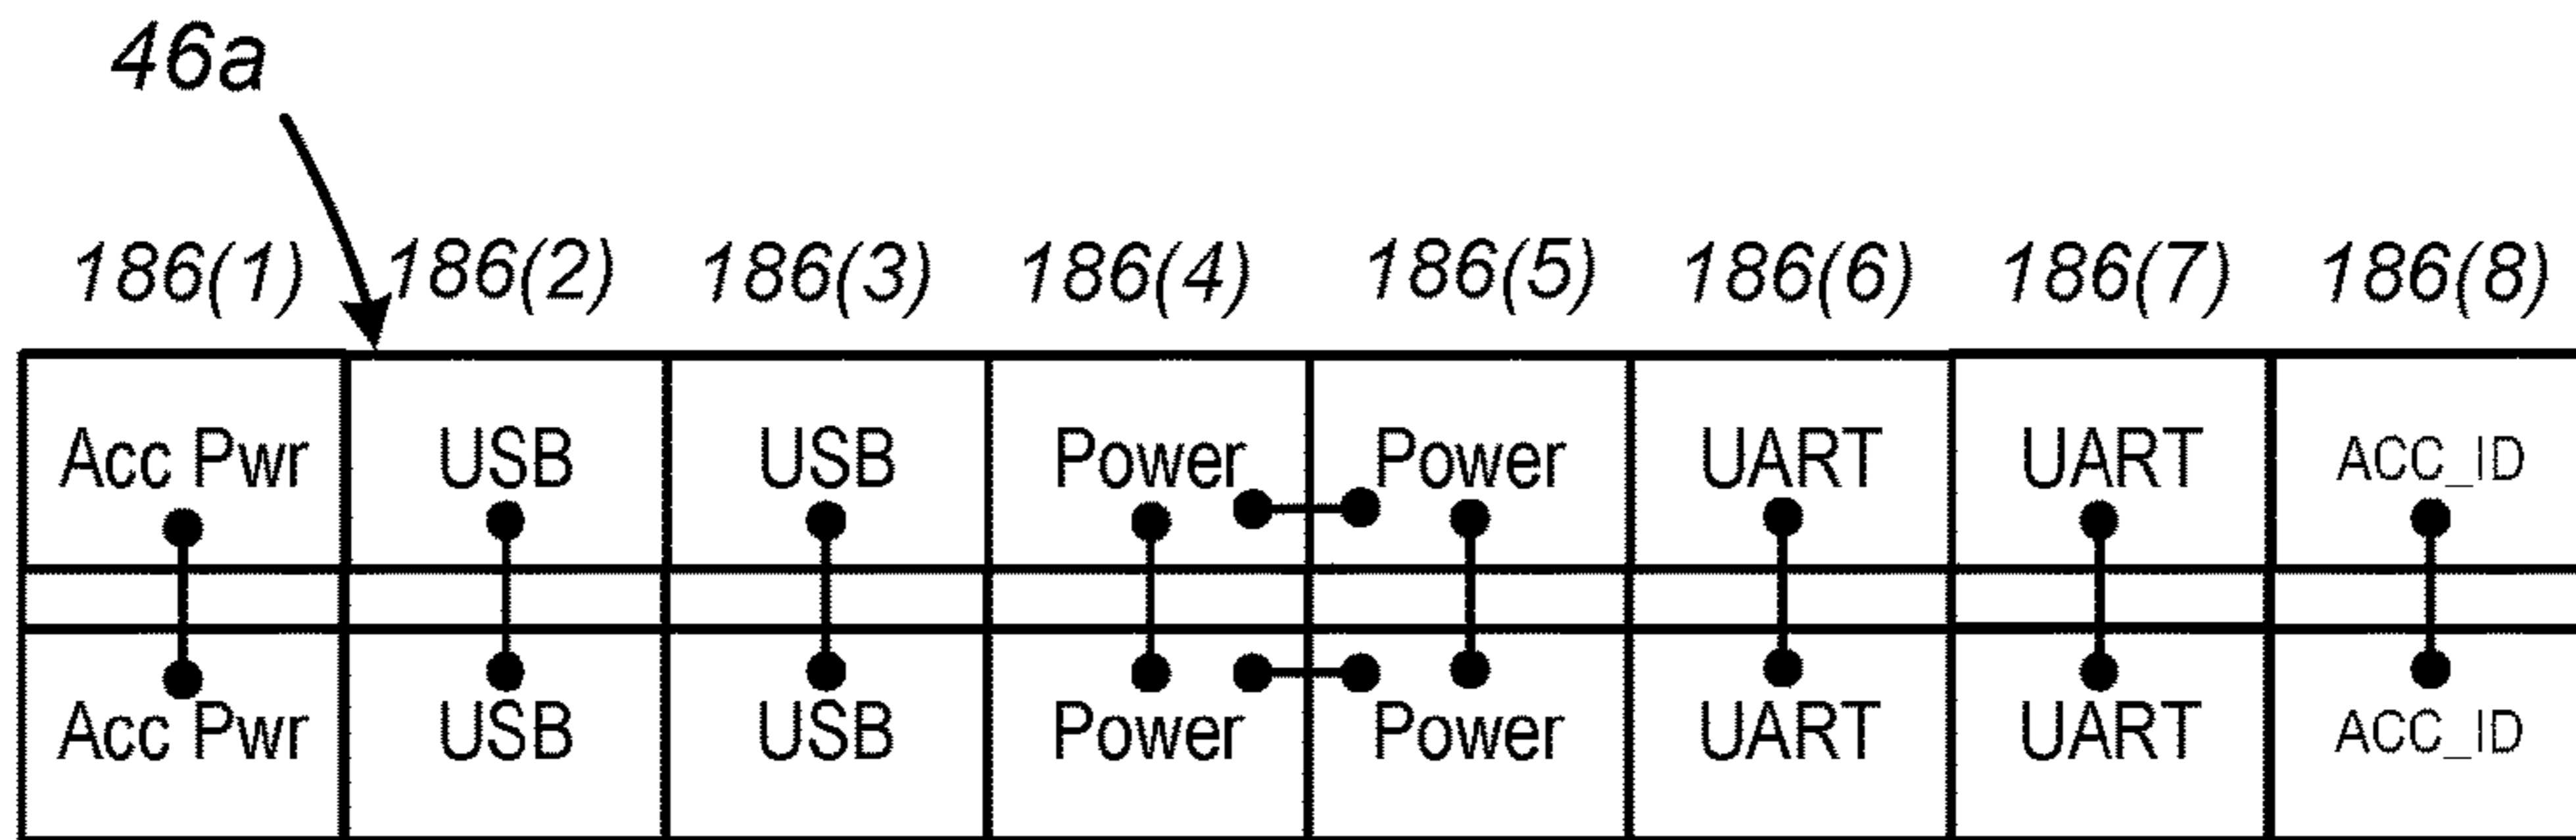 46a
186(1) 186(2) 186(3) 186(4) 186(5) 186(6) 186(7) 186(8)
Acc Pwr USB USB Power Power UART UART ACC_ID
Acc Pwr USB USB Power Power UART UART ACC_ID